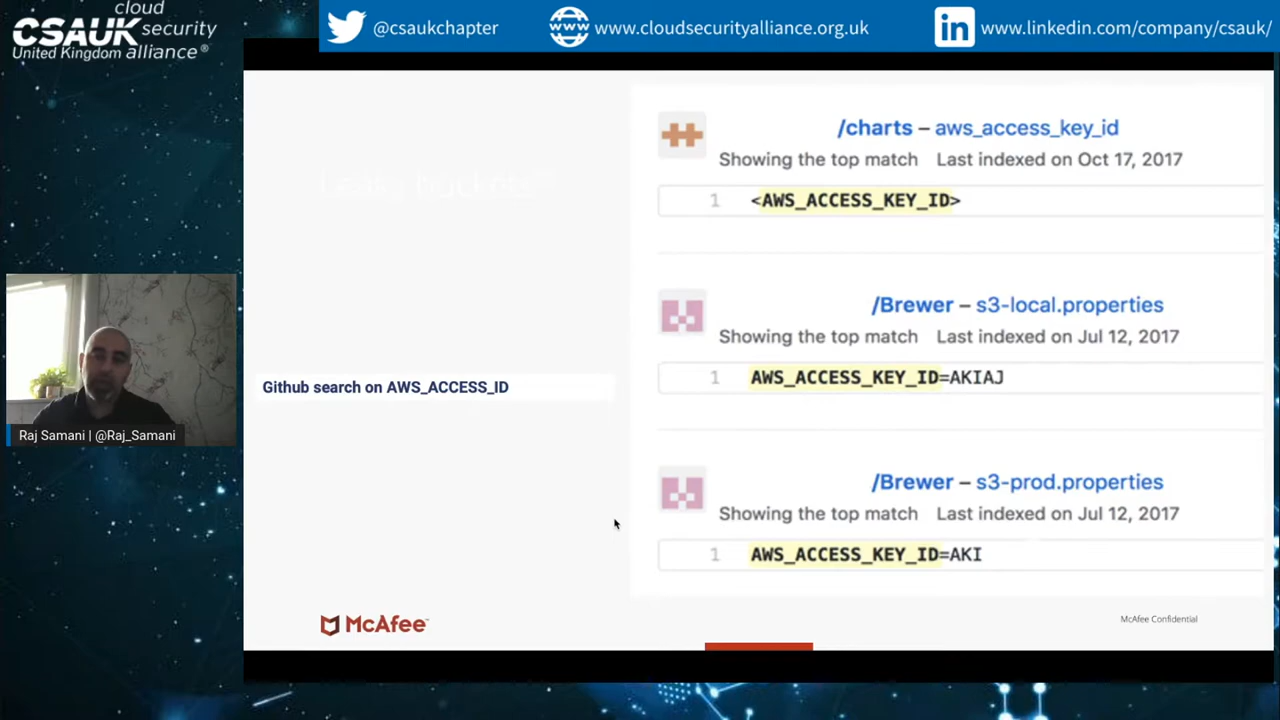 cloud
CSAUK security
United Kingdom alliance®
@csaukchapter
www.cloudsecurityalliance.org.uk
in
www.linkedin.com/company/csauk/
/charts – aws_access_key_id
Showing the top match Last indexed on Oct 17, 2017
1 <AWS_ACCESS_KEY_ID>
/Brewer – s3-local.properties
Showing the top match Last indexed on Jul 12, 2017
1 AWS_ACCESS_KEY_ID=AKIAJ
Github search on AWS_ACCESS_ID
Raj Samani | @Raj_Samani
/Brewer – s3-prod.properties
Showing the top match Last indexed on Jul 12, 2017
1 AWS_ACCESS_KEY_ID=AKI
McAfee™
McAfee Confidential